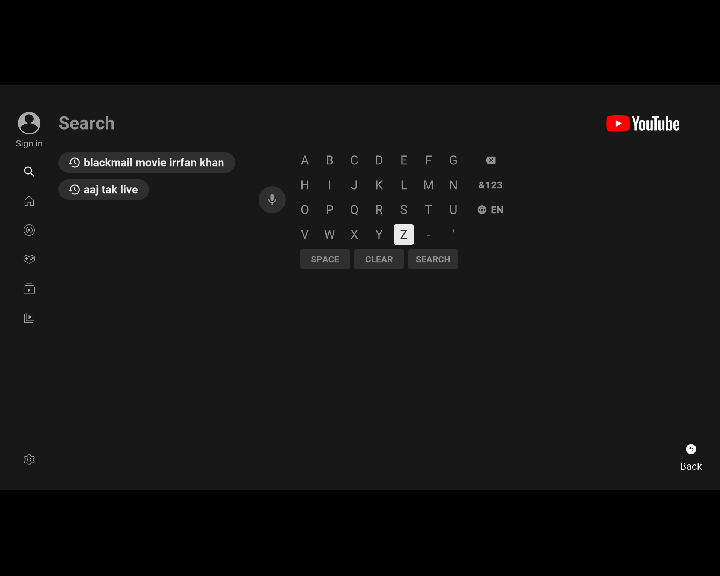 Search
YouTube
Sign in
blackmail movie irrfan khan
aaj tak live
A B C D E F G
H I J K L M N &123
O P Q R S T U EN
V W X Y Z - '
SPACE CLEAR SEARCH
Back